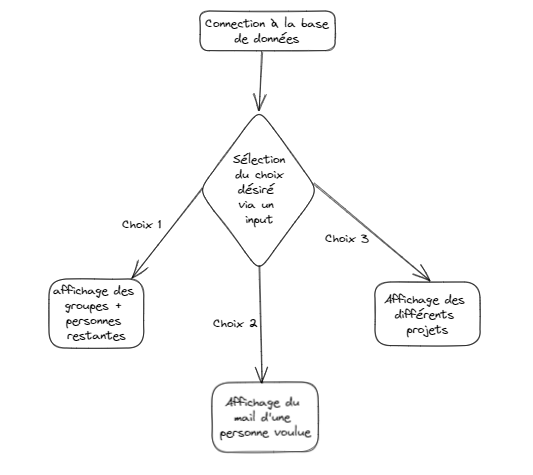 Connection à la base
de données
Sélection
du choix
désiré
via un
input
Choix 1
Choix 3
affichage des
groupes +
personnes
restantes
Affichage des
différents
projets
Choix 2
Affichage du
mail d'une
personne voulue